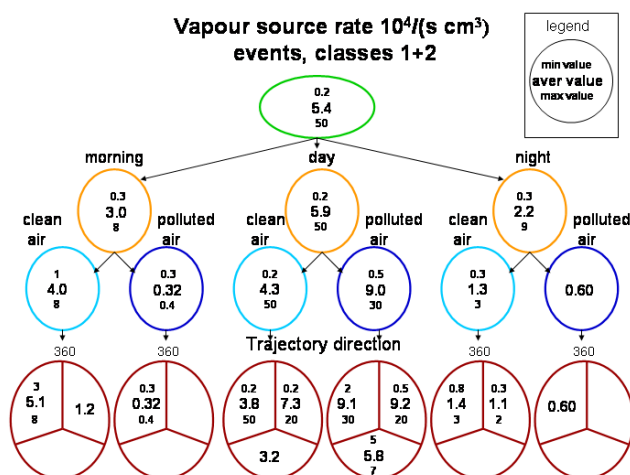 Vapour source rate 10⁴/(s cm³)
events, classes 1+2
legend
min value
aver value
max value
0.2
5.4
50
morning
day
night
0.3
3.0
8
0.2
5.9
50
0.3
2.2
9
clean
air
polluted
air
clean
air
polluted
air
clean
air
polluted
air
1
4.0
8
0.3
0.32
0.4
0.2
4.3
50
0.5
9.0
30
0.3
1.3
3
0.60
360
360
Trajectory direction
360
360
3
5.1
8
1.2
0.3
0.32
0.4
0.2
3.8
50
0.2
7.3
20
3.2
2
9.1
30
0.5
9.2
20
5
5.8
7
0.8
1.4
3
0.3
1.1
2
0.60